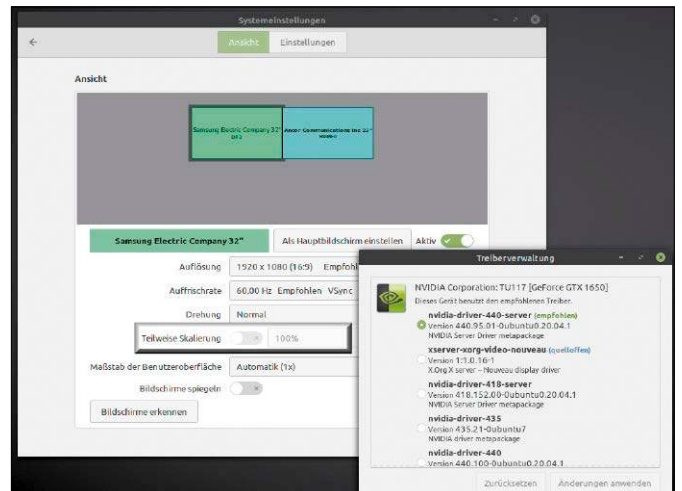 Systemeinstellungen
Ansicht
Einstellungen
Ansicht
Samsung Electric Company 32"
Ancor Communications Inc 23"
Samsung Electric Company 32"
Als Hauptbildschirm einstellen
Aktiv
Auflösung
1920 x 1080 (16:9) Empfohl
Auffrischrate
60,00 Hz Empfohlen VSync
Drehung
Normal
Teilweise Skalierung
100%
Maßstab der Benutzeroberfläche
Automatik (1x)
Bildschirme spiegeln
Bildschirme erkennen
Treiberverwaltung
NVIDIA Corporation: TU117 [GeForce GTX 1650]
Dieses Gerät benutzt den empfohlenen Treiber.
nvidia-driver-440-server (empfohlen)
Version 440.95.01-0ubuntu0.20.04.1
NVIDIA Server Driver metapackage
xserver-xorg-video-nouveau (quelloffen)
Version 1:1.0.16-1
X.Org X server – Nouveau display driver
nvidia-driver-418-server
Version 418.152.00-0ubuntu0.20.04.1
NVIDIA Server Driver metapackage
nvidia-driver-435
Version 435.21-0ubuntu7
NVIDIA driver metapackage
nvidia-driver-440
Version 440.100-0ubuntu0.20.04.1
Zurücksetzen
Änderungen anwenden